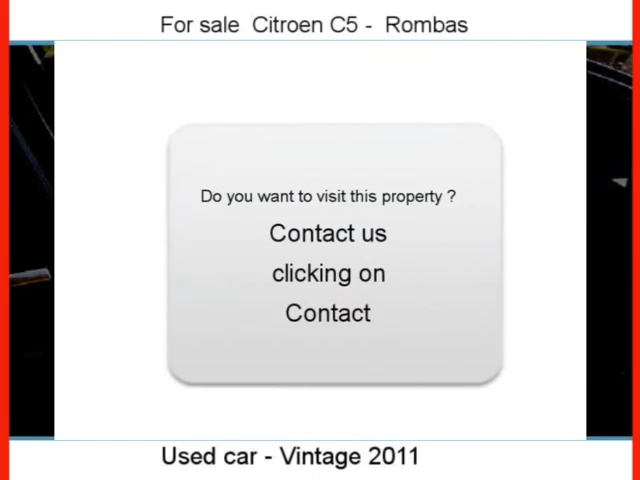 For sale  Citroen C5 -  Rombas
Do you want to visit this property ?
Contact us
clicking on
Contact
Used car - Vintage 2011